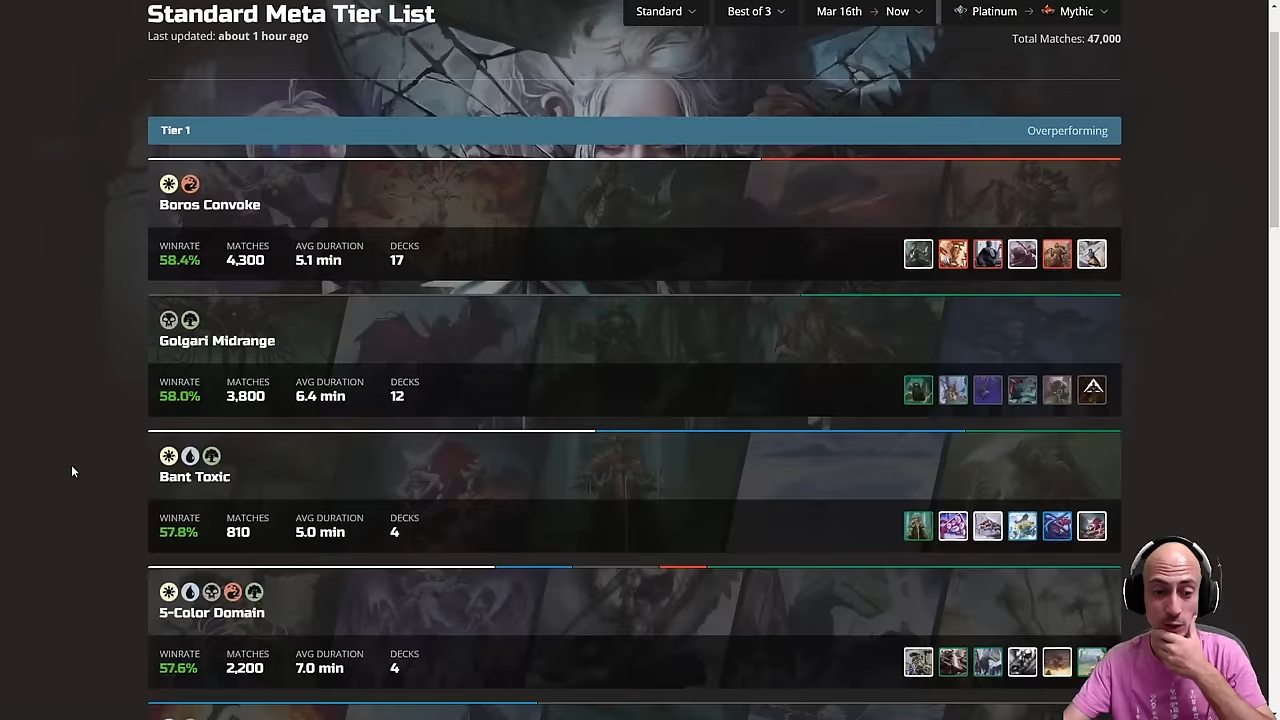 Standard Meta Tier List
Standard
Best of 3
Mar 16th → Now
Platinum → Mythic
Last updated: about 1 hour ago
Total Matches: 47,000
Tier 1
Overperforming
Boros Convoke
WINRATE MATCHES AVG DURATION DECKS
58.4% 4,300 5.1 min 17
Golgari Midrange
WINRATE MATCHES AVG DURATION DECKS
58.0% 3,800 6.4 min 12
Bant Toxic
WINRATE MATCHES AVG DURATION DECKS
57.8% 810 5.0 min 4
5-Color Domain
WINRATE MATCHES AVG DURATION DECKS
57.6% 2,200 7.0 min 4